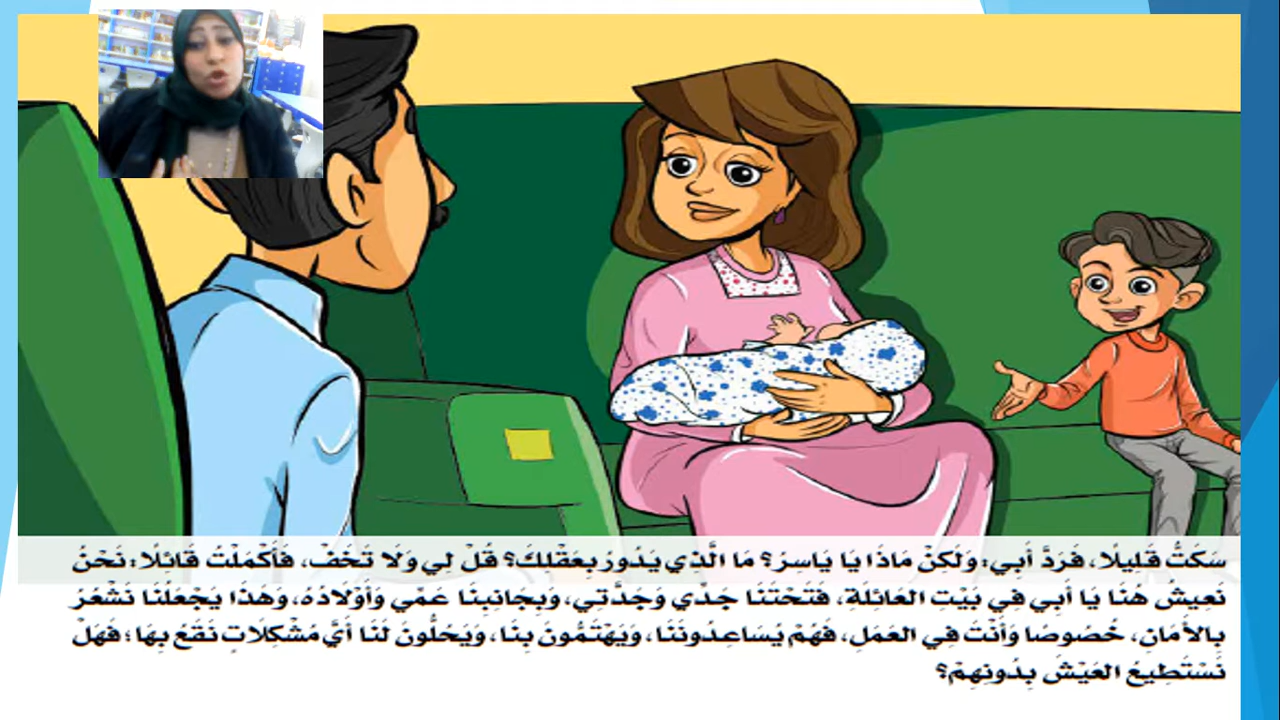 سَكَتُّ قَلِيلًا، فَرَدَّ أَبِي: وَلَكِنْ مَاذَا يَا يَاسِرُ؟ مَا الَّذِي يَدُورُ بِعَقْلِكَ؟ قُلْ لِي وَلَا تَخَفْ، فَأَكْمَلْتُ قَائِلًا: نَحْنُ
نَعِيشُ هُنَا يَا أَبِي فِي بَيْتِ العَائِلَةِ، فَتَحْتَنَا جَدِّي وَجَدَّتِي، وَبِجَانِبِنَا عَمِّي وَأَوْلَادُهُ، وَهَذَا يَجْعَلُنَا نَشْعُرُ
بِالأَمَانِ، خُصُوصًا وَأَنْتَ فِي العَمَلِ، فَهُمْ يُسَاعِدُونَنَا، وَيَهْتَمُّونَ بِنَا، وَيَحُلُّونَ لَنَا أَيَّ مُشْكِلَاتٍ نَقَعُ بِهَا؛ فَهَلْ
نَسْتَطِيعُ العَيْشَ بِدُونِهِمْ؟